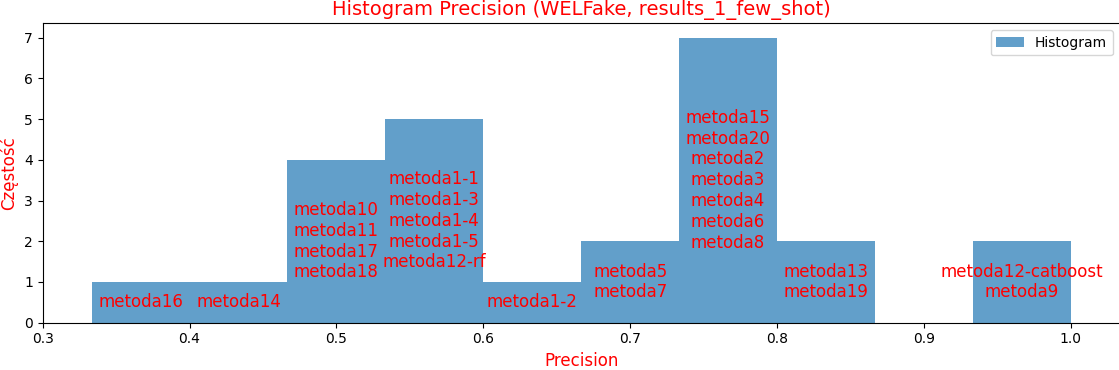 Histogram Precision (WELFake, results_1_few_shot)
Histogram
Częstość
7
6
5
4
3
2
1
0
metoda16
metoda14
metoda10
metoda11
metoda17
metoda18
metoda1-1
metoda1-3
metoda1-4
metoda1-5
metoda12-rf
metoda1-2
metoda5
metoda7
metoda15
metoda20
metoda2
metoda3
metoda4
metoda6
metoda8
metoda13
metoda19
metoda12-catboost
metoda9
0.3 0.4 0.5 0.6 0.7 0.8 0.9 1.0
Precision